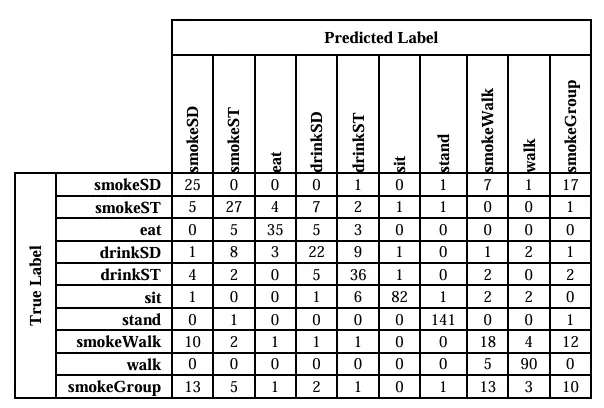 Predicted Label
smokeSD smokeST eat drinkSD drinkST sit stand smokeWalk walk smokeGroup
True Label
smokeSD 25 0 0 0 1 0 1 7 1 17
smokeST 5 27 4 7 2 1 1 0 0 1
eat 0 5 35 5 3 0 0 0 0 0
drinkSD 1 8 3 22 9 1 0 1 2 1
drinkST 4 2 0 5 36 1 0 2 0 2
sit 1 0 0 1 6 82 1 2 2 0
stand 0 1 0 0 0 0 141 0 0 1
smokeWalk 10 2 1 1 1 0 0 18 4 12
walk 0 0 0 0 0 0 0 5 90 0
smokeGroup 13 5 1 2 1 0 1 13 3 10